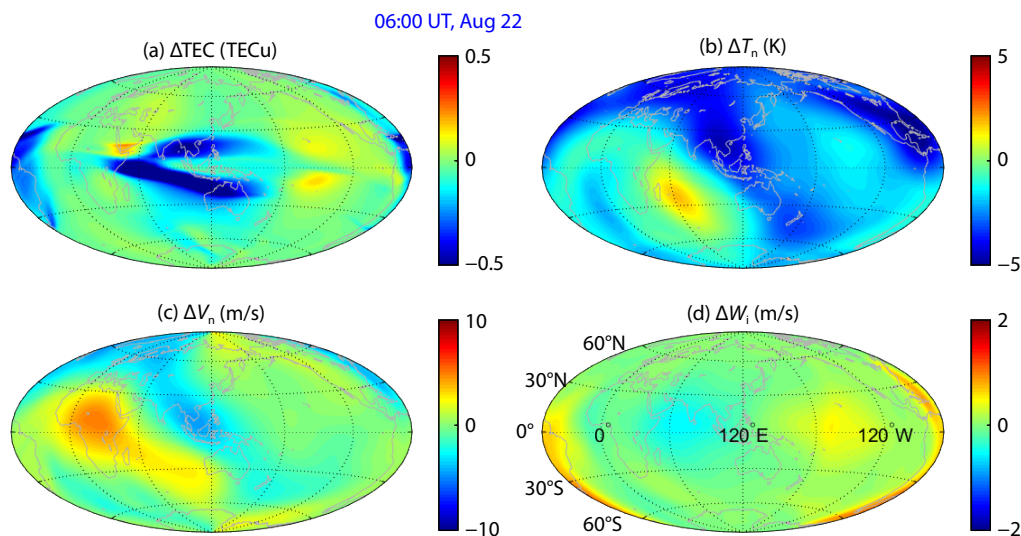 06:00 UT, Aug 22
(a) ΔTEC (TECu)
0.5
0
−0.5
(b) ΔTn (K)
5
0
−5
(c) ΔVn (m/s)
10
0
−10
(d) ΔWi (m/s)
60°N
30°N
0°
30°S
60°S
0°
120°E
120°W
2
0
−2